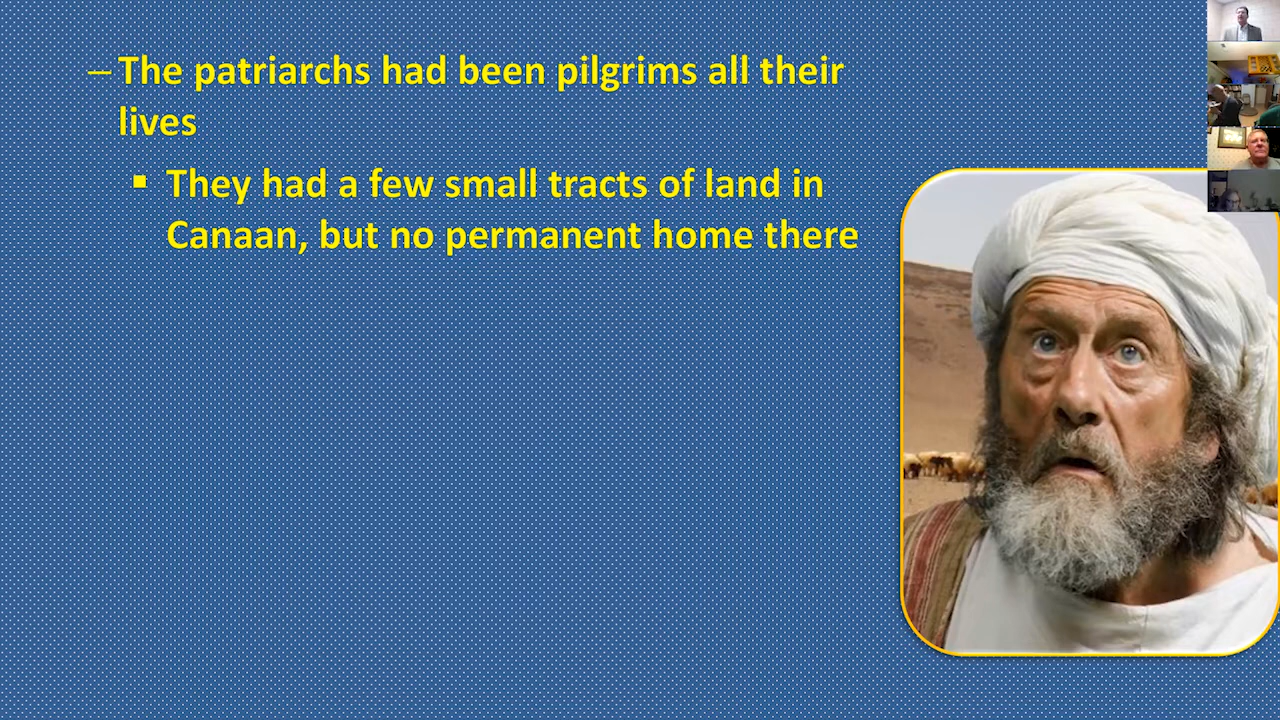 – The patriarchs had been pilgrims all their
lives
▪ They had a few small tracts of land in
Canaan, but no permanent home there